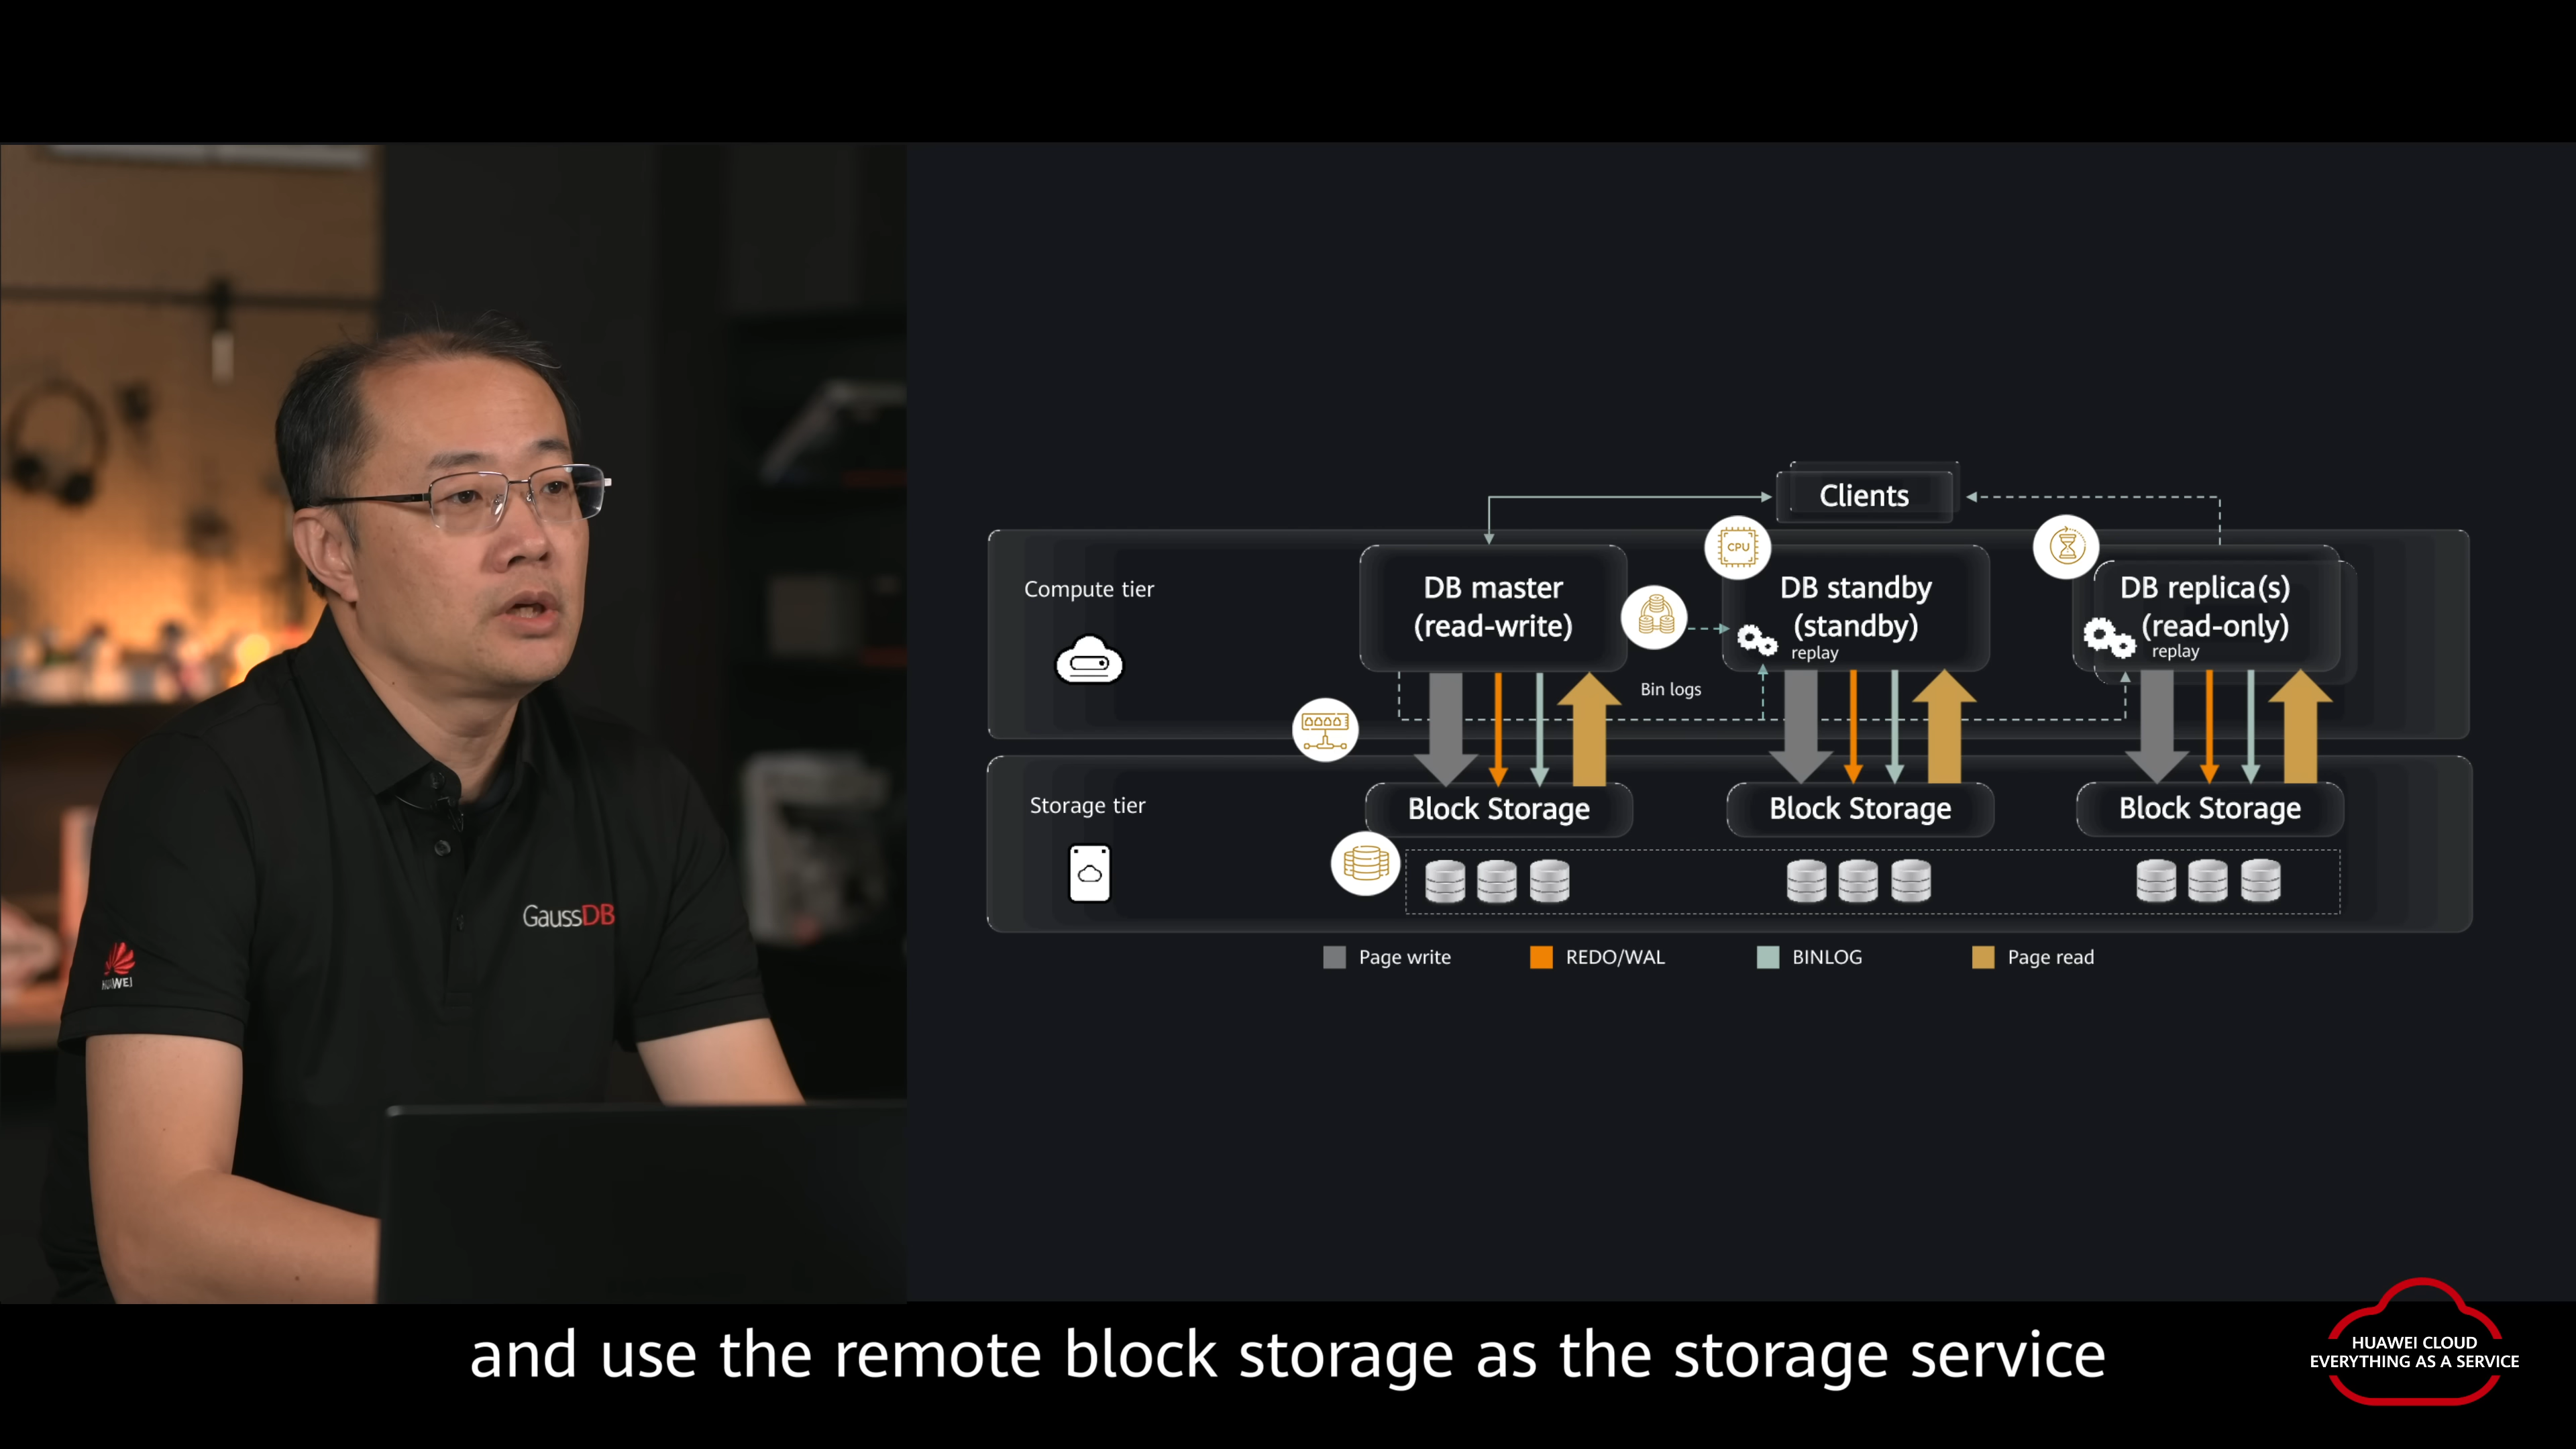 Clients
Compute tier
DB master
(read-write)
CPU
DB standby
(standby)
replay
DB replica(s)
(read-only)
replay
Bin logs
Storage tier
Block Storage
Block Storage
Block Storage
Page write
REDO/WAL
BINLOG
Page read
GaussDB
HUAWEI
and use the remote block storage as the storage service
HUAWEI CLOUD
EVERYTHING AS A SERVICE